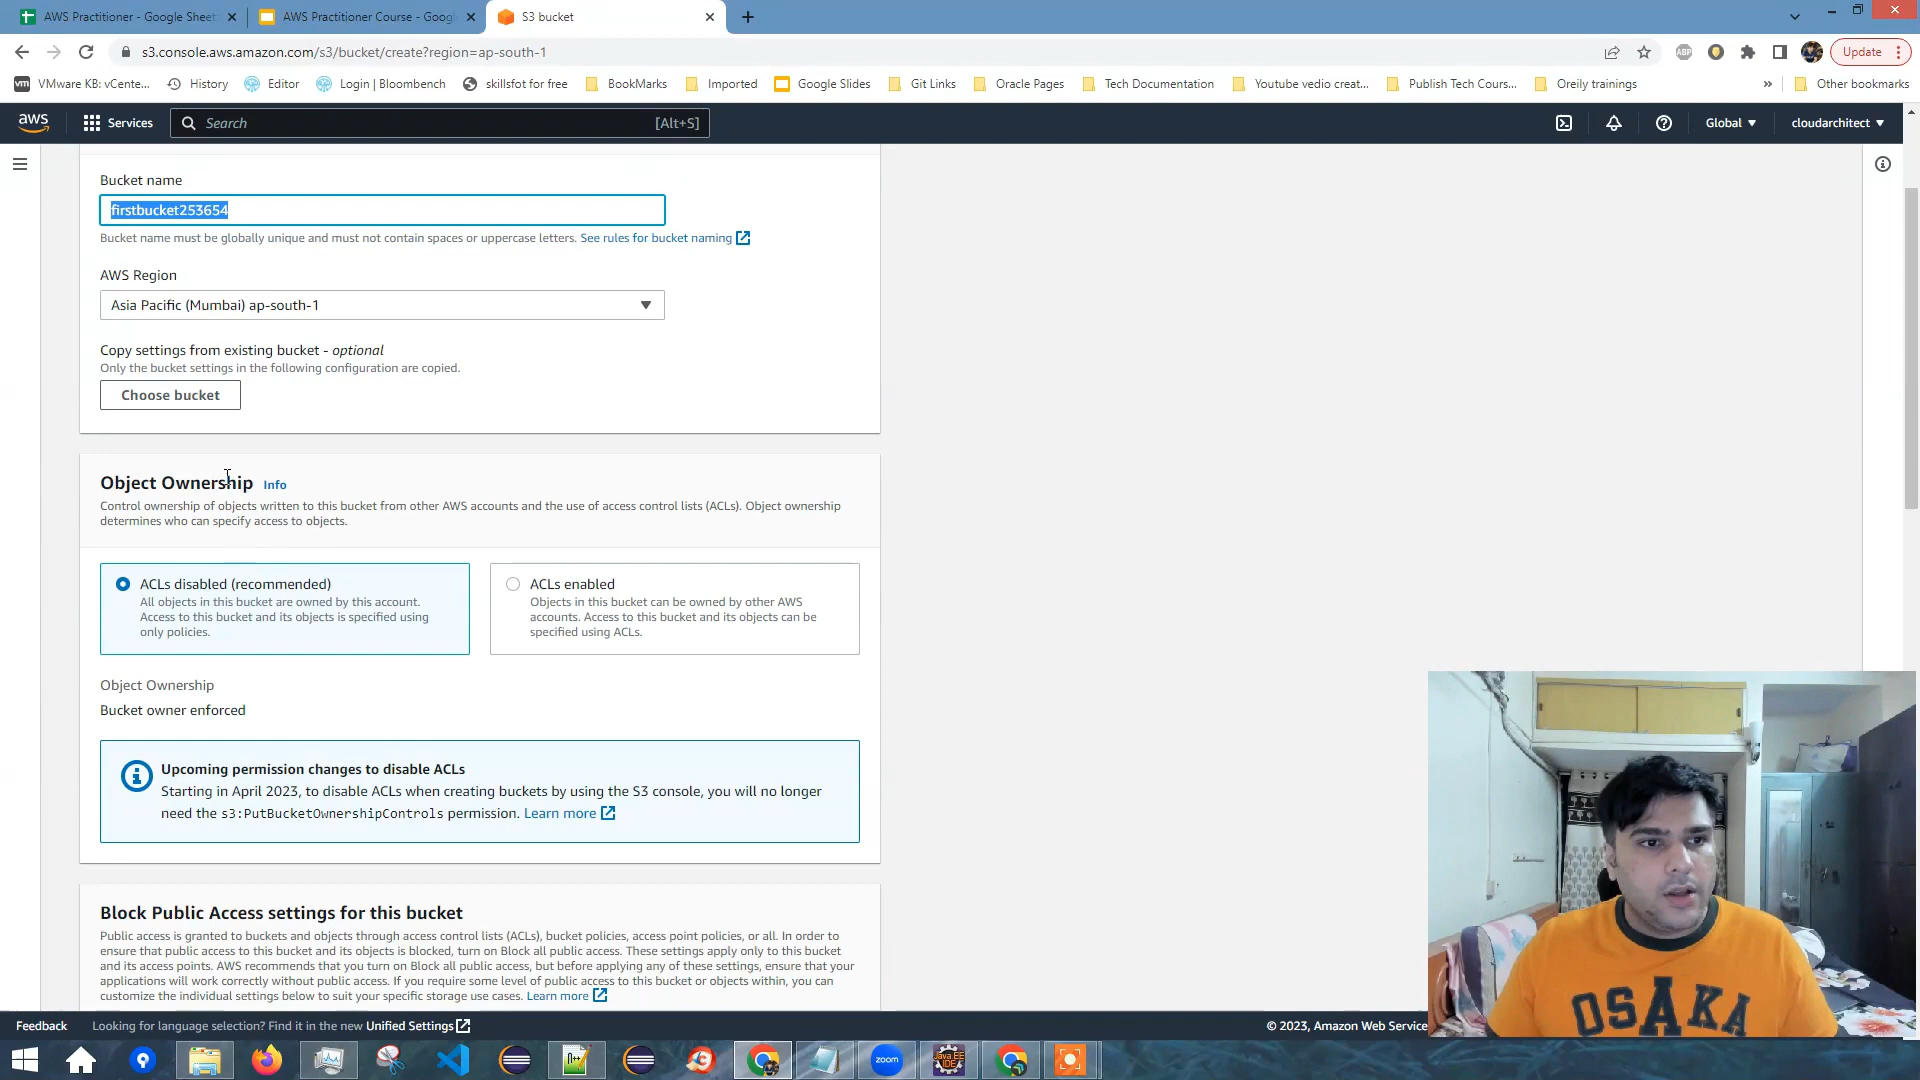 AWS Practitioner - Google Sheet
AWS Practitioner Course - Goog
S3 bucket
s3.console.aws.amazon.com/s3/bucket/create?region=ap-south-1
ABP
Update
VMware KB: vCente...
History
Editor
Login | Bloombench
skillsfot for free
BookMarks
Imported
Google Slides
Git Links
Oracle Pages
Tech Documentation
Youtube vedio creat...
Publish Tech Cours...
Oreily trainings
»
Other bookmarks
aws
Services
Search
[Alt+S]
Global
cloudarchitect
Bucket name
firstbucket253654
Bucket name must be globally unique and must not contain spaces or uppercase letters. See rules for bucket naming
AWS Region
Asia Pacific (Mumbai) ap-south-1
Copy settings from existing bucket - optional
Only the bucket settings in the following configuration are copied.
Choose bucket
Object Ownership Info
Control ownership of objects written to this bucket from other AWS accounts and the use of access control lists (ACLs). Object ownership
determines who can specify access to objects.
ACLs disabled (recommended)
All objects in this bucket are owned by this account.
Access to this bucket and its objects is specified using
only policies.
ACLs enabled
Objects in this bucket can be owned by other AWS
accounts. Access to this bucket and its objects can be
specified using ACLs.
Object Ownership
Bucket owner enforced
Upcoming permission changes to disable ACLs
Starting in April 2023, to disable ACLs when creating buckets by using the S3 console, you will no longer
need the s3:PutBucketOwnershipControls permission. Learn more
Block Public Access settings for this bucket
Public access is granted to buckets and objects through access control lists (ACLs), bucket policies, access point policies, or all. In order to
ensure that public access to this bucket and its objects is blocked, turn on Block all public access. These settings apply only to this bucket
and its access points. AWS recommends that you turn on Block all public access, but before applying any of these settings, ensure that your
applications will work correctly without public access. If you require some level of public access to this bucket or objects within, you can
customize the individual settings below to suit your specific storage use cases. Learn more
OSAKA
Feedback
Looking for language selection? Find it in the new Unified Settings
© 2023, Amazon Web Service
zoom
Java EE
IDE